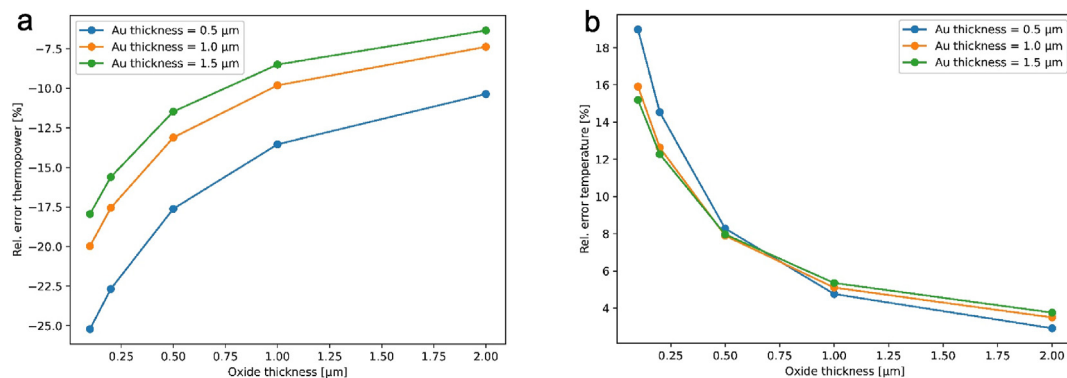 a
Au thickness = 0.5 μm
Au thickness = 1.0 μm
Au thickness = 1.5 μm
Rel. error thermopower [%]
−7.5
−10.0
−12.5
−15.0
−17.5
−20.0
−22.5
−25.0
0.25 0.50 0.75 1.00 1.25 1.50 1.75 2.00
Oxide thickness [μm]
b
Au thickness = 0.5 μm
Au thickness = 1.0 μm
Au thickness = 1.5 μm
Rel. error temperature [%]
18
16
14
12
10
8
6
4
0.25 0.50 0.75 1.00 1.25 1.50 1.75 2.00
Oxide thickness [μm]